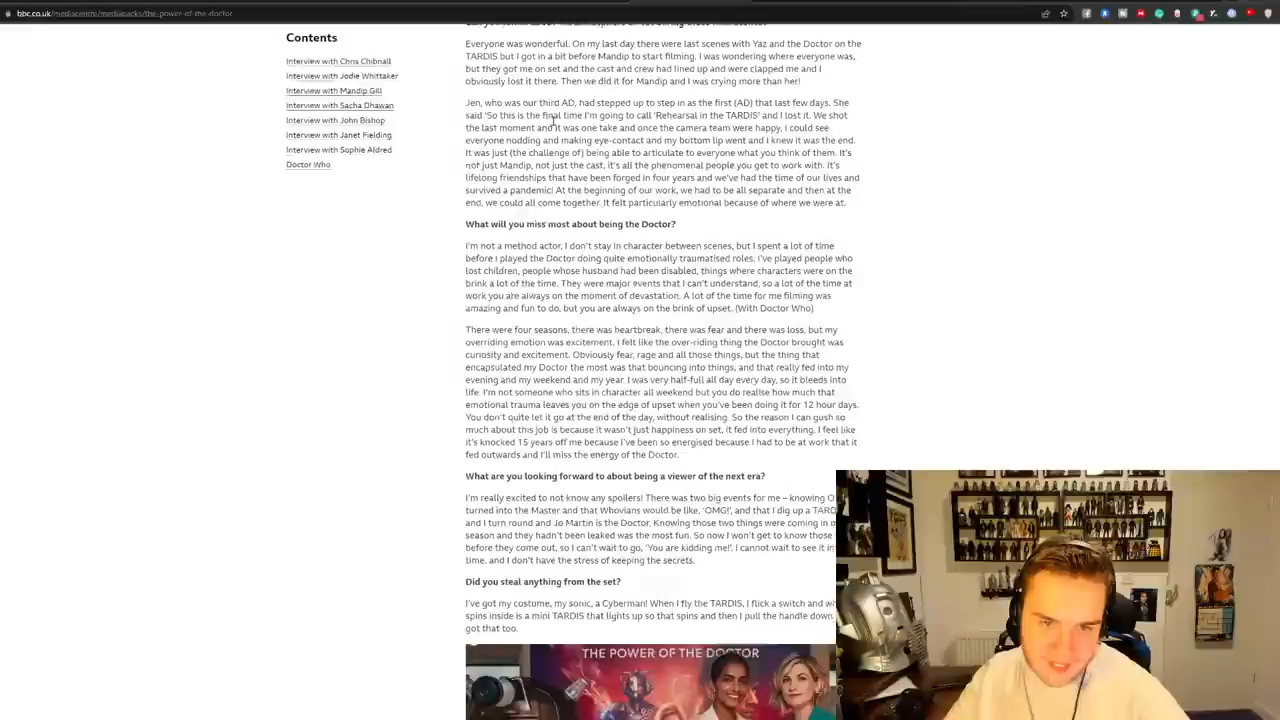 bbc.co.uk/mediacentre/mediapacks/the-power-of-the-doctor
Contents
Interview with Chris Chibnall
Interview with Jodie Whittaker
Interview with Mandip Gill
Interview with Sacha Dhawan
Interview with John Bishop
Interview with Janet Fielding
Interview with Sophie Aldred
Doctor Who
Everyone was wonderful. On my last day there were last scenes with Yaz and the Doctor on the
TARDIS but I got in a bit before Mandip to start filming. I was wondering where everyone was,
but they got me on set and the cast and crew had lined up and were clapped me and I
obviously lost it there. Then we did it for Mandip and I was crying more than her!
Jen, who was our third AD, had stepped up to step in as the first (AD) that last few days. She
said 'So this is the final time I'm going to call 'Rehearsal in the TARDIS' and I lost it. We shot
the last moment and it was one take and once the camera team were happy, I could see
everyone nodding and making eye-contact and my bottom lip went and I knew it was the end.
It was just (the challenge of) being able to articulate to everyone what you think of them. It's
not just Mandip, not just the cast, it's all the phenomenal people you get to work with. It's
lifelong friendships that have been forged in four years and we've had the time of our lives and
survived a pandemic! At the beginning of our work, we had to be all separate and then at the
end, we could all come together. It felt particularly emotional because of where we were at.
What will you miss most about being the Doctor?
I'm not a method actor, I don't stay in character between scenes, but I spent a lot of time
before I played the Doctor doing quite emotionally traumatised roles. I've played people who
lost children, people whose husband had been disabled, things where characters were on the
brink a lot of the time. They were major events that I can't understand, so a lot of the time at
work you are always on the moment of devastation. A lot of the time for me filming was
amazing and fun to do, but you are always on the brink of upset. (With Doctor Who)
There were four seasons, there was heartbreak, there was fear and there was loss, but my
overriding emotion was excitement. I felt like the over-riding thing the Doctor brought was
curiosity and excitement. Obviously fear, rage and all those things, but the thing that
encapsulated my Doctor the most was that bouncing into things, and that really fed into my
evening and my weekend and my year. I was very half-full all day every day, so it bleeds into
life. I'm not someone who sits in character all weekend but you do realise how much that
emotional trauma leaves you on the edge of upset when you've been doing it for 12 hour days.
You don't quite let it go at the end of the day, without realising. So the reason I can gush so
much about this job is because it wasn't just happiness on set, it fed into everything. I feel like
it's knocked 15 years off me because I've been so energised because I had to be at work that it
fed outwards and I'll miss the energy of the Doctor.
What are you looking forward to about being a viewer of the next era?
I'm really excited to not know any spoilers! There was two big events for me – knowing O
turned into the Master and that Whovians would be like, 'OMG!', and that I dig up a TARD
and I turn round and Jo Martin is the Doctor. Knowing those two things were coming in
season and they hadn't been leaked was the most fun. So now I won't get to know those
before they come out, so I can't wait to go, 'You are kidding me!'. I cannot wait to see it in
time, and I don't have the stress of keeping the secrets.
Did you steal anything from the set?
I've got my costume, my sonic, a Cyberman! When I fly the TARDIS, I flick a switch and
spins inside is a mini TARDIS that lights up so that spins and then I pull the handle down
got that too.
THE POWER OF THE DOCTOR